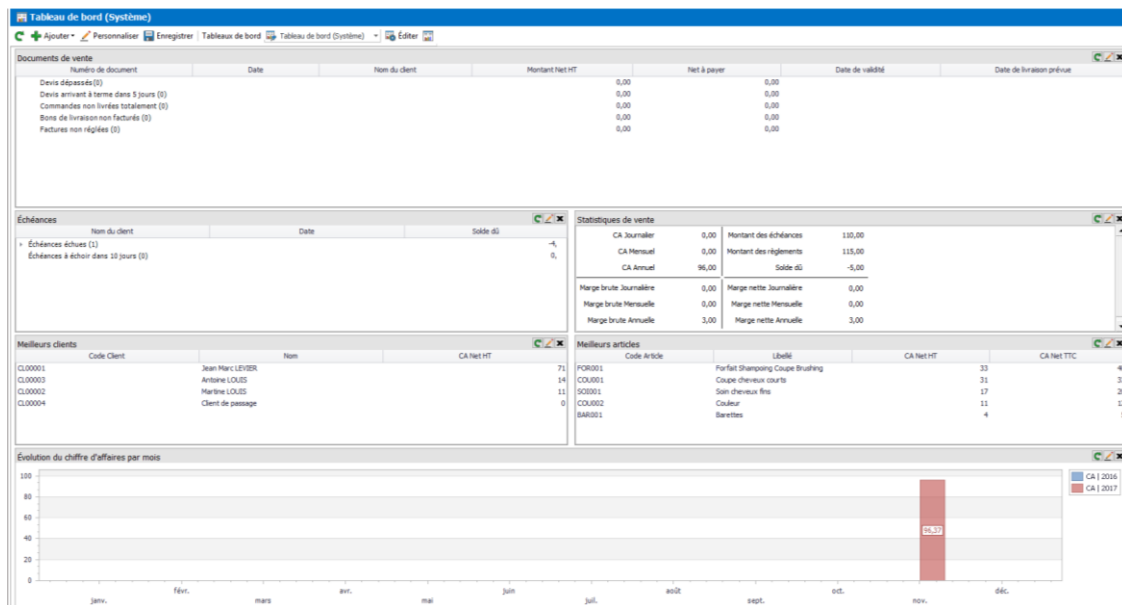 Tableau de bord (Système)
Ajouter Personnaliser Enregistrer Tableaux de bord Tableau de bord (Système) Éditer
Documents de vente
Numéro de document Date Nom du client Montant Net HT Net à payer Date de validité Date de livraison prévue
Devis dépassés (0) 0,00 0,00
Devis arrivant à terme dans 5 jours (0) 0,00 0,00
Commandes non livrées totalement (0) 0,00 0,00
Bons de livraison non facturés (0) 0,00 0,00
Factures non réglées (0) 0,00 0,00
Échéances
Nom du client Date Solde dû
Échéances échues (1) -4,
Échéances à échoir dans 10 jours (0) 0,
Statistiques de vente
CA Journalier 0,00 Montant des échéances 110,00
CA Mensuel 0,00 Montant des règlements 115,00
CA Annuel 96,00 Solde dû -5,00
Marge brute Journalière 0,00 Marge nette Journalière 0,00
Marge brute Mensuelle 0,00 Marge nette Mensuelle 0,00
Marge brute Annuelle 3,00 Marge nette Annuelle 3,00
Meilleurs clients
Code Client Nom CA Net HT
CL00001 Jean Marc LEVIER 71
CL00003 Antoine LOUIS 14
CL00002 Martine LOUIS 11
CL00004 Client de passage 0
Meilleurs articles
Code Article Libellé CA Net HT CA Net TTC
FOR001 Forfait Shampoing Coupe Brushing 33
COU001 Coupe cheveux courts 31
SOI001 Soin cheveux fins 17
COU002 Couleur 11
BAR001 Barettes 4
Évolution du chiffre d'affaires par mois
100
80
60
40
20
0
96,37
CA | 2016
CA | 2017
janv. févr. mars avr. mai juin juil. août sept. oct. nov. déc.